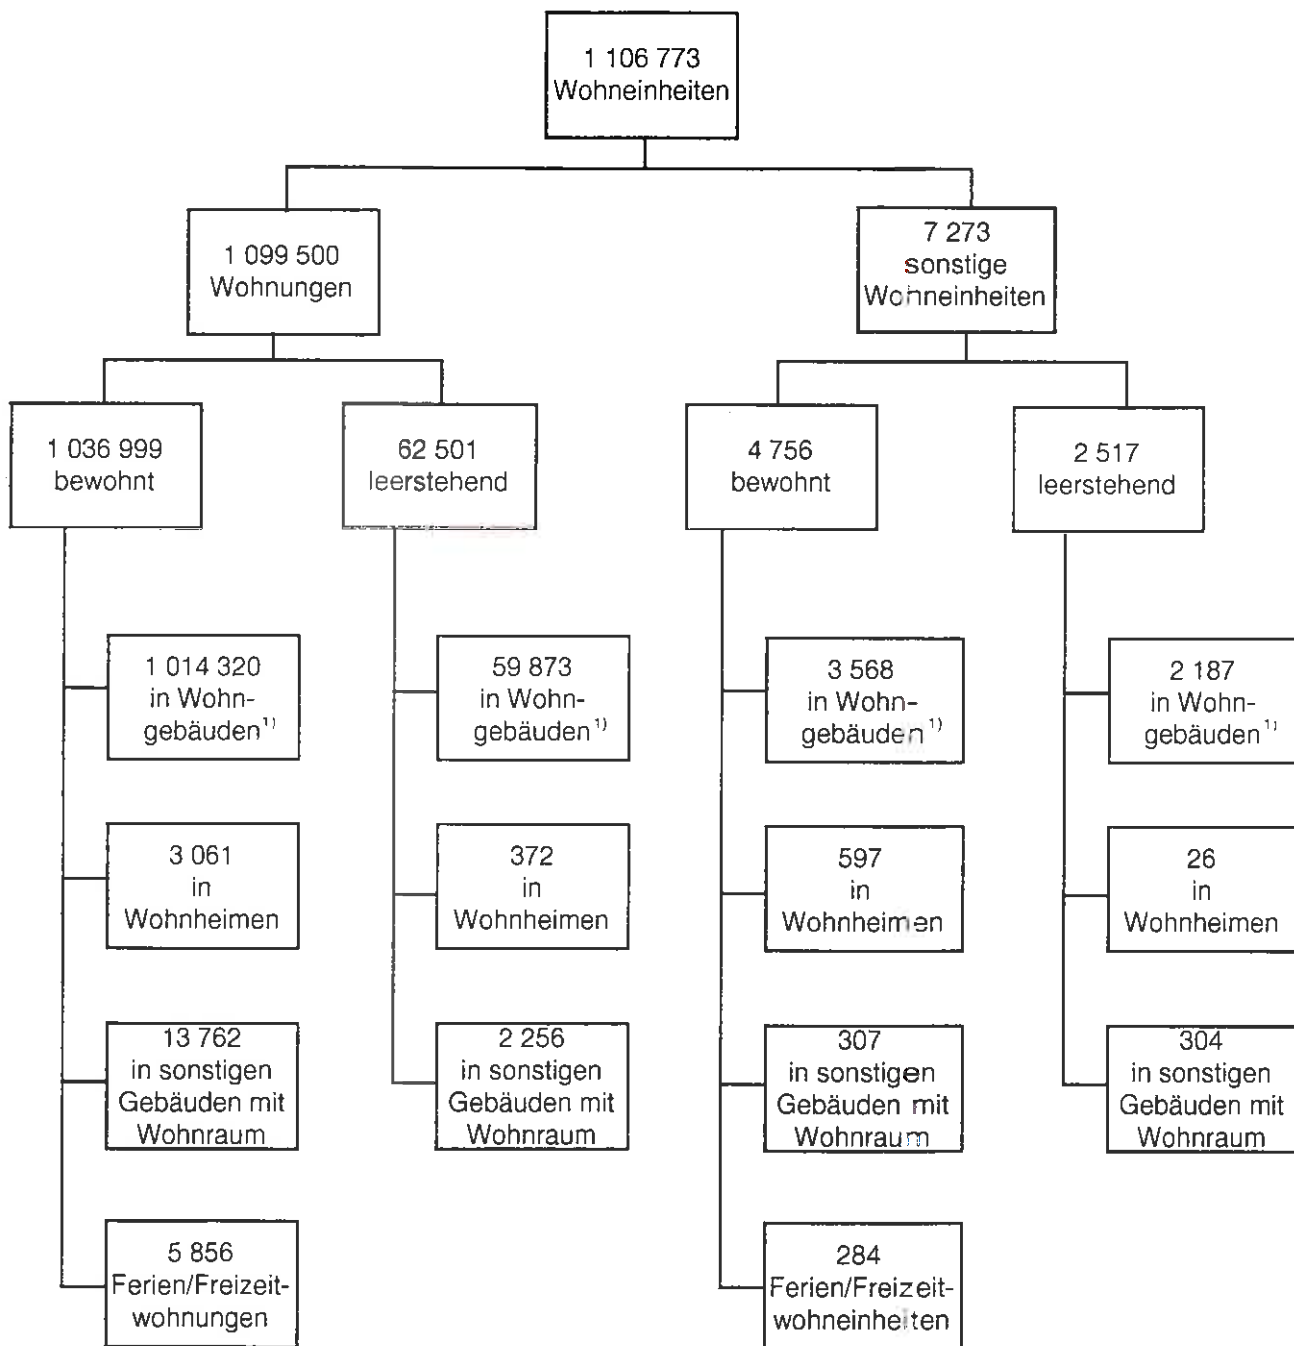 1 106 773
Wohneinheiten
1 099 500
Wohnungen
7 273
sonstige
Wohneinheiten
1 036 999
bewohnt
62 501
leerstehend
4 756
bewohnt
2 517
leerstehend
1 014 320
in Wohn-
gebäuden¹⁾
59 873
in Wohn-
gebäuden¹⁾
3 568
in Wohn-
gebäuden¹⁾
2 187
in Wohn-
gebäuden¹⁾
3 061
in
Wohnheimen
372
in
Wohnheimen
597
in
Wohnheimen
26
in
Wohnheimen
13 762
in sonstigen
Gebäuden mit
Wohnraum
2 256
in sonstigen
Gebäuden mit
Wohnraum
307
in sonstigen
Gebäuden mit
Wohnraum
304
in sonstigen
Gebäuden mit
Wohnraum
5 856
Ferien/Freizeit-
wohnungen
284
Ferien/Freizeit-
wohneinheiten